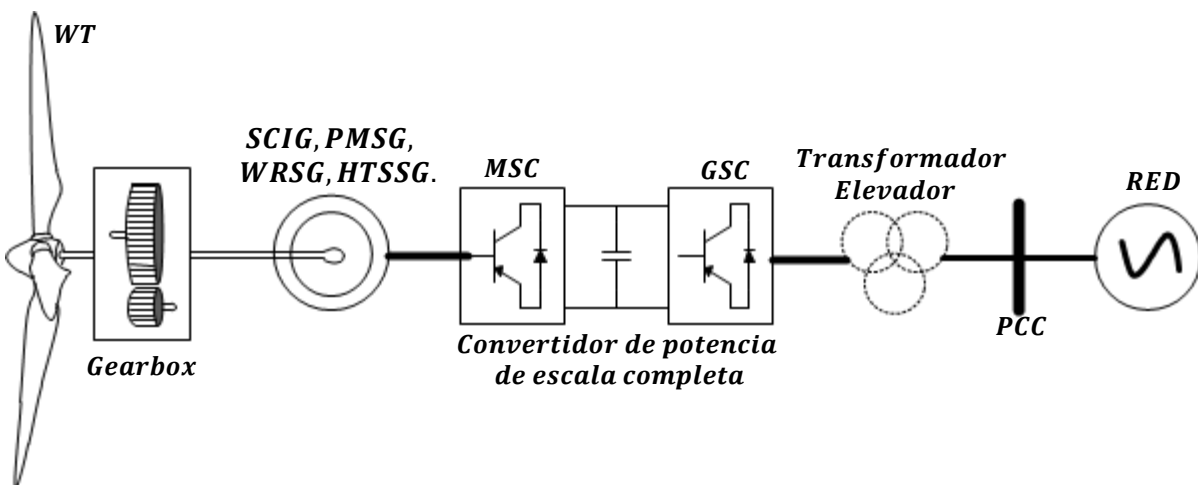 WT
SCIG, PMSG,
WRSG, HTSSG.
MSC
GSC
Transformador
Elevador
RED
Gearbox
Convertidor de potencia
de escala completa
PCC